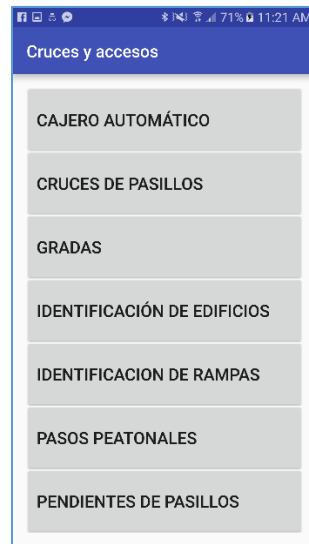 71% 11:21 AM
Cruces y accesos
CAJERO AUTOMÁTICO
CRUCES DE PASILLOS
GRADAS
IDENTIFICACIÓN DE EDIFICIOS
IDENTIFICACION DE RAMPAS
PASOS PEATONALES
PENDIENTES DE PASILLOS